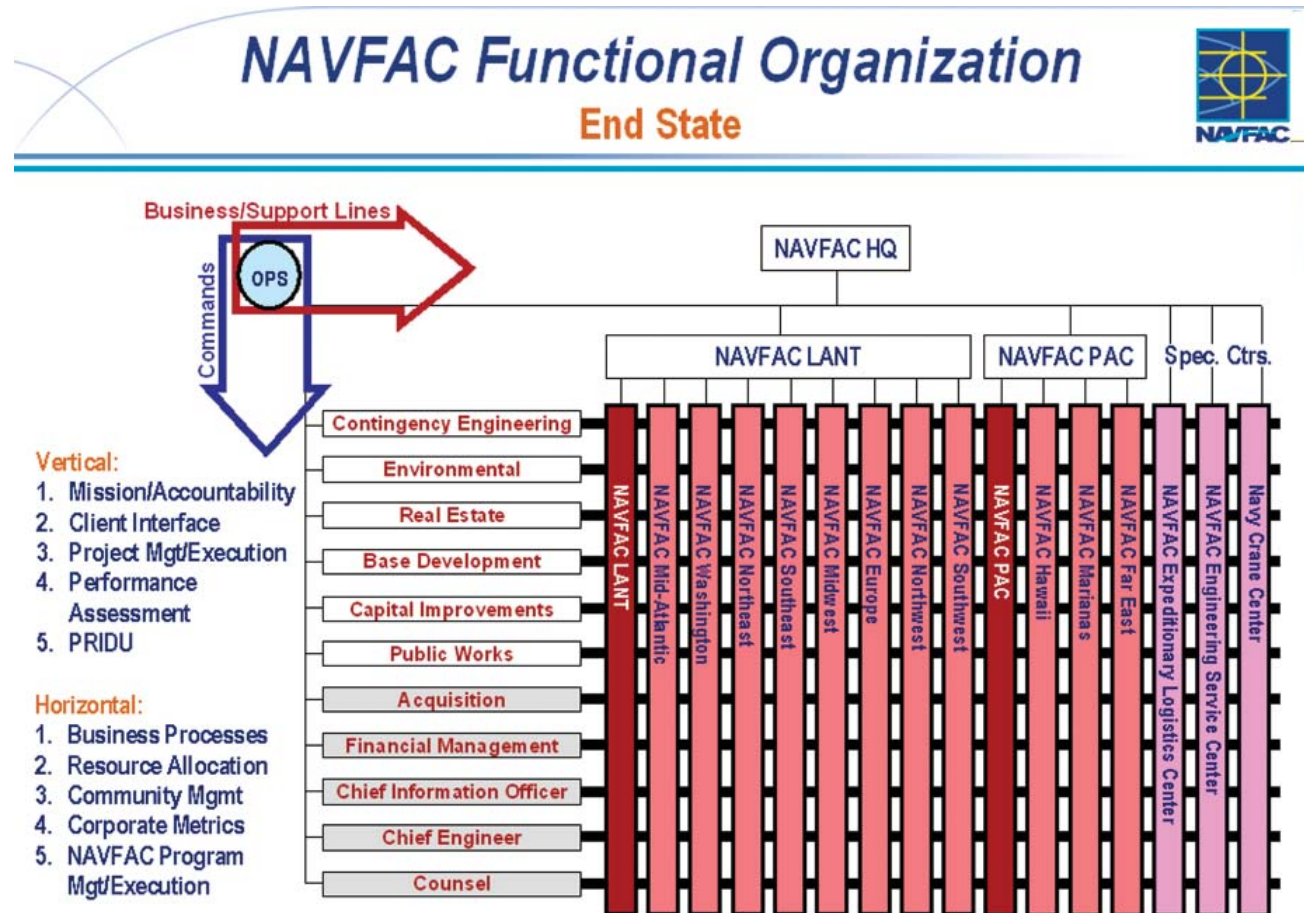 NAVFAC Functional Organization
End State
NAVFAC
Business/Support Lines
OPS
Commands
NAVFAC HQ
NAVFAC LANT
NAVFAC PAC
Spec. Ctrs.
Contingency Engineering
Environmental
Real Estate
Base Development
Capital Improvements
Public Works
Acquisition
Financial Management
Chief Information Officer
Chief Engineer
Counsel
NAVFAC LANT
NAVFAC Mid-Atlantic
NAVFAC Washington
NAVFAC Northeast
NAVFAC Southeast
NAVFAC Midwest
NAVFAC Europe
NAVFAC Northwest
NAVFAC Southwest
NAVFAC PAC
NAVFAC Hawaii
NAVFAC Marianas
NAVFAC Far East
NAVFAC Expeditionary Logistics Center
NAVFAC Engineering Service Center
Navy Crane Center
Vertical:
1. Mission/Accountability
2. Client Interface
3. Project Mgt/Execution
4. Performance
Assessment
5. PRIDU
Horizontal:
1. Business Processes
2. Resource Allocation
3. Community Mgmt
4. Corporate Metrics
5. NAVFAC Program
Mgt/Execution